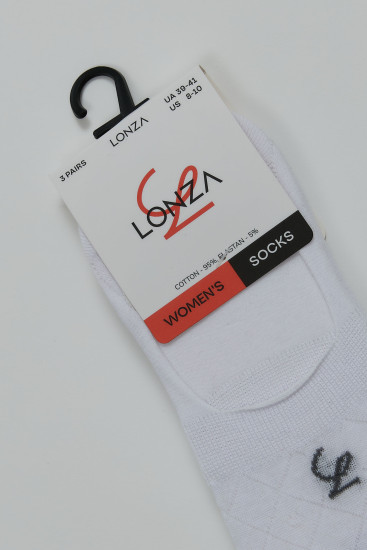 LONZA
3 PAIRS
UA 39-41
US 8-10
LONZA
COTTON - 95% ELASTAN - 5%
WOMEN'S SOCKS